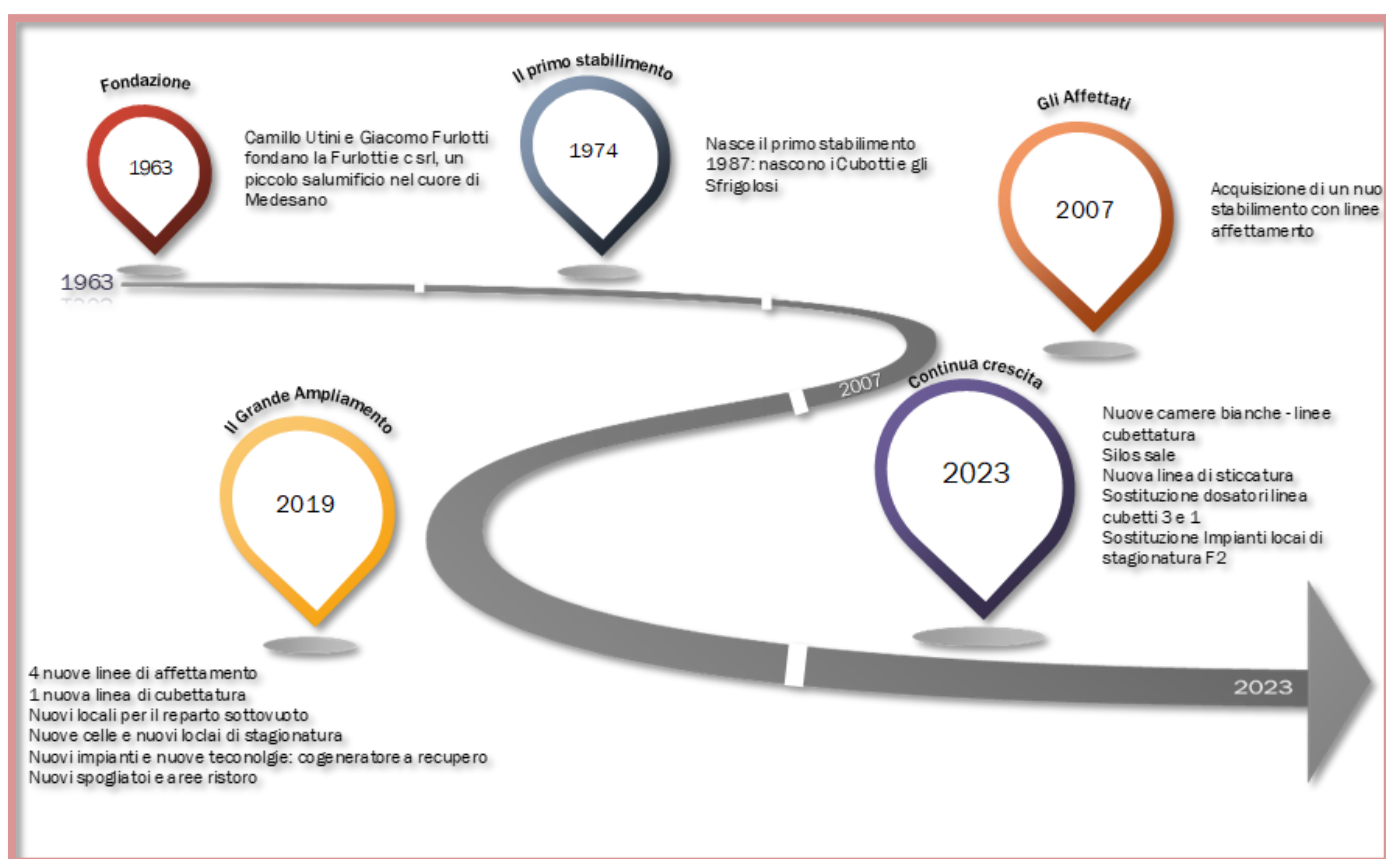 Fondazione
1963
Camillo Utini e Giacomo Furlotti
fondano la Furlotti e c srl, un
piccolo salumificio nel cuore di
Medesano
Il primo stabilimento
1974
Nasce il primo stabilimento
1987: nascono i Cubotti e gli
Sfrigolosi
Gli Affettati
2007
Acquisizione di un nuo
stabilimento con linee
affettamento
1963
2007
Il Grande Ampliamento
2019
4 nuove linee di affettamento
1 nuova linea di cubettatura
Nuovi locali per il reparto sottovuoto
Nuove celle e nuovi loclai di stagionatura
Nuovi impianti e nuove teconolgie: cogeneratore a recupero
Nuovi spogliatoi e aree ristoro
Continua crescita
2023
Nuove camere bianche - linee
cubettatura
Silos sale
Nuova linea di sticcatura
Sostituzione dosatori linea
cubetti 3 e 1
Sostituzione Impianti locai di
stagionatura F2
2023